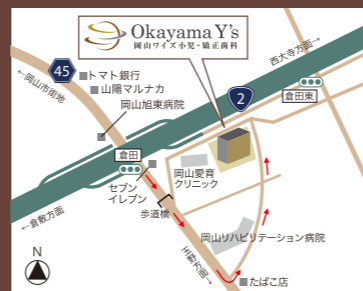 Okayama Y's
岡山ワイズ小児・矯正歯科
45
←岡山市街地
トマト銀行
山陽マルナカ
岡山旭東病院
西大寺方面→
2
倉田東
倉田
岡山愛育
クリニック
セブン
イレブン
←倉敷方面
歩道橋
岡山リハビリテーション病院
玉野方面→
たばこ店
N